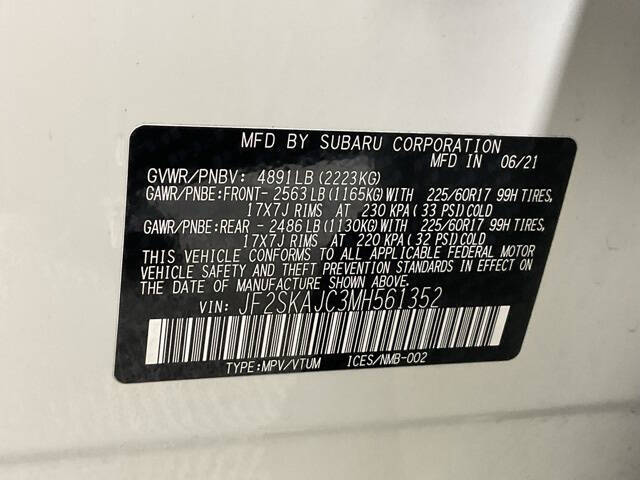 MFD BY SUBARU CORPORATION
MFD IN 06/21
GVWR/PNBV: 4891LB (2223KG)
GAWR/PNBE:FRONT- 2563 LB (1165KG) WITH 225/60R17 99H TIRES,
17X7J RIMS AT 230 KPA (33 PSI) COLD
GAWR/PNBE:REAR - 2486 LB (1130KG) WITH 225/60R17 99H TIRES,
17X7J RIMS AT 220 KPA (32 PSI) COLD
THIS VEHICLE CONFORMS TO ALL APPLICABLE FEDERAL MOTOR
VEHICLE SAFETY AND THEFT PREVENTION STANDARDS IN EFFECT ON
THE DATE OF MANUFACTURE SHOWN ABOVE.
VIN: JF2SKAJC3MH561352
TYPE:MPV/VTUM ICES/NMB-002